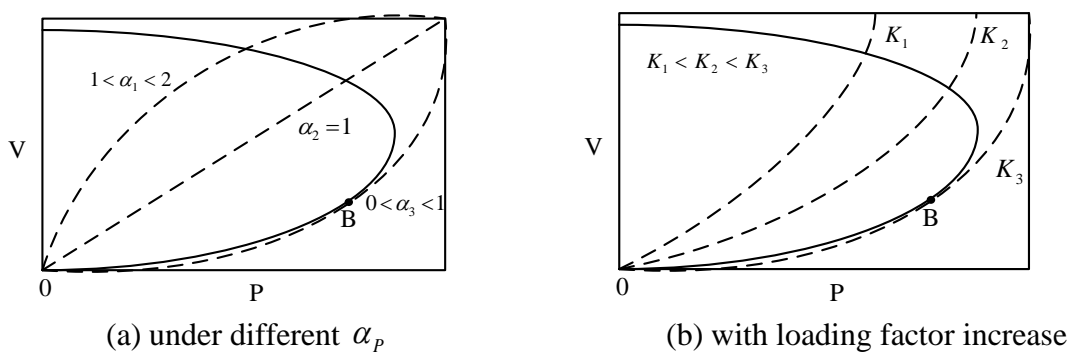 1 < α₁ < 2
α₂ = 1
0 < α₃ < 1
V
B
0
P
(a) under different α_P
K₁
K₂
K₁ < K₂ < K₃
V
K₃
B
0
P
(b) with loading factor increase